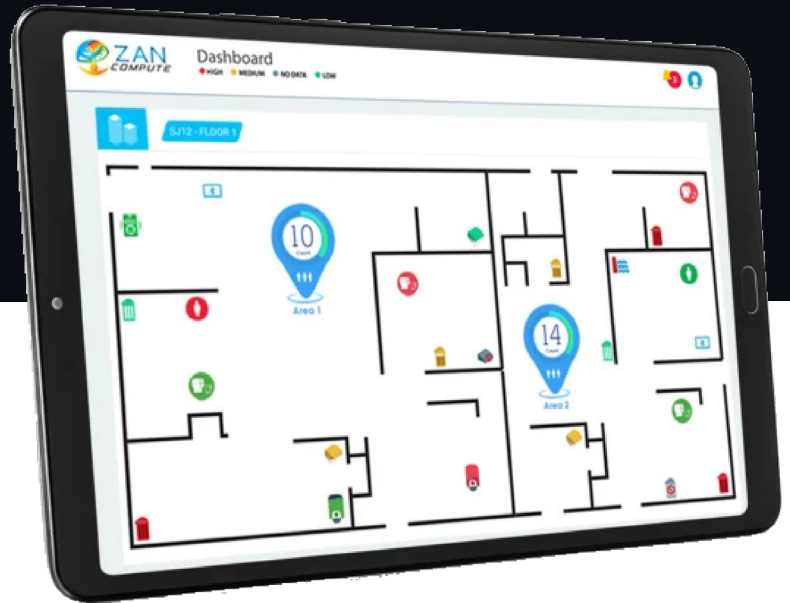 ZAN
COMPUTE
Dashboard
HIGH MEDIUM NO DATA LOW
3
SJ12 - FLOOR 1
10
Count
Area 1
14
Count
Area 2